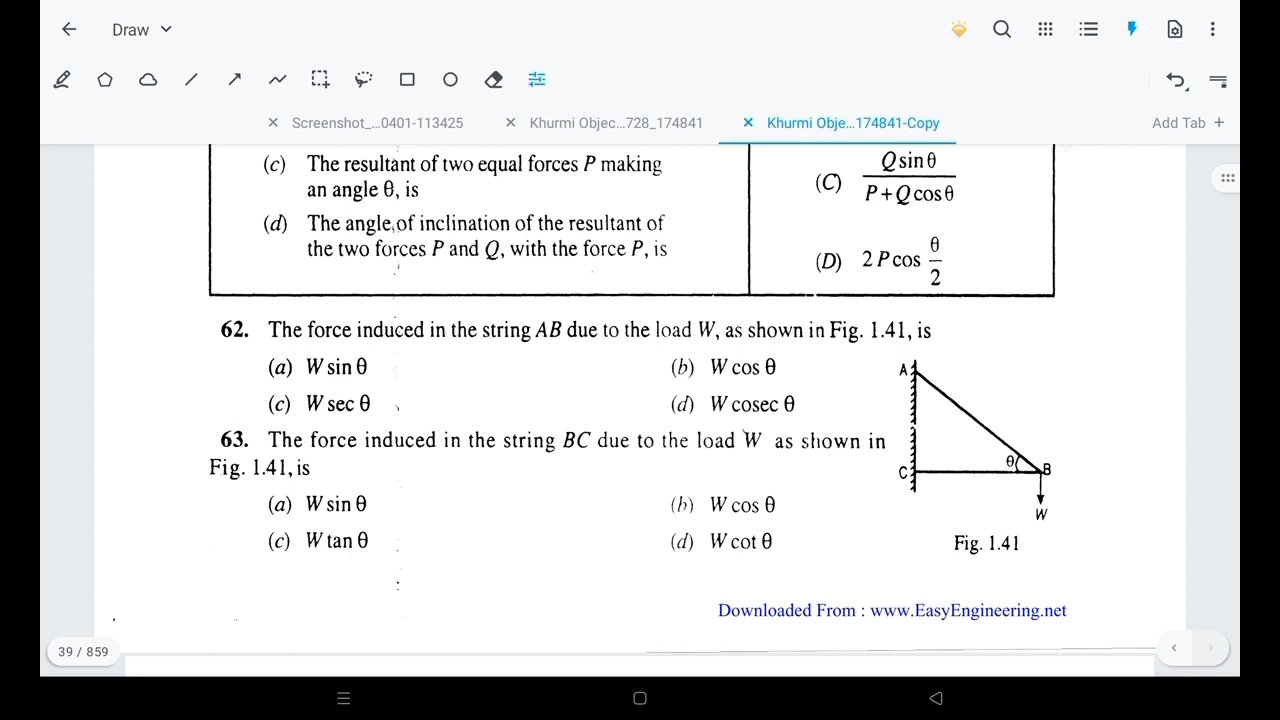 Draw
Screenshot_...0401-113425
Khurmi Objec...728_174841
Khurmi Obje...174841-Copy
Add Tab +
(c) The resultant of two equal forces P making
an angle θ, is
(C) Q sin θ / P + Q cos θ
(d) The angle of inclination of the resultant of
the two forces P and Q, with the force P, is
(D) 2 P cos θ/2
62. The force induced in the string AB due to the load W, as shown in Fig. 1.41, is
(a) W sin θ (b) W cos θ
(c) W sec θ (d) W cosec θ
63. The force induced in the string BC due to the load W as shown in
Fig. 1.41, is
(a) W sin θ (b) W cos θ
(c) W tan θ (d) W cot θ
A
C
θ
B
W
Fig. 1.41
Downloaded From : www.EasyEngineering.net
39 / 859